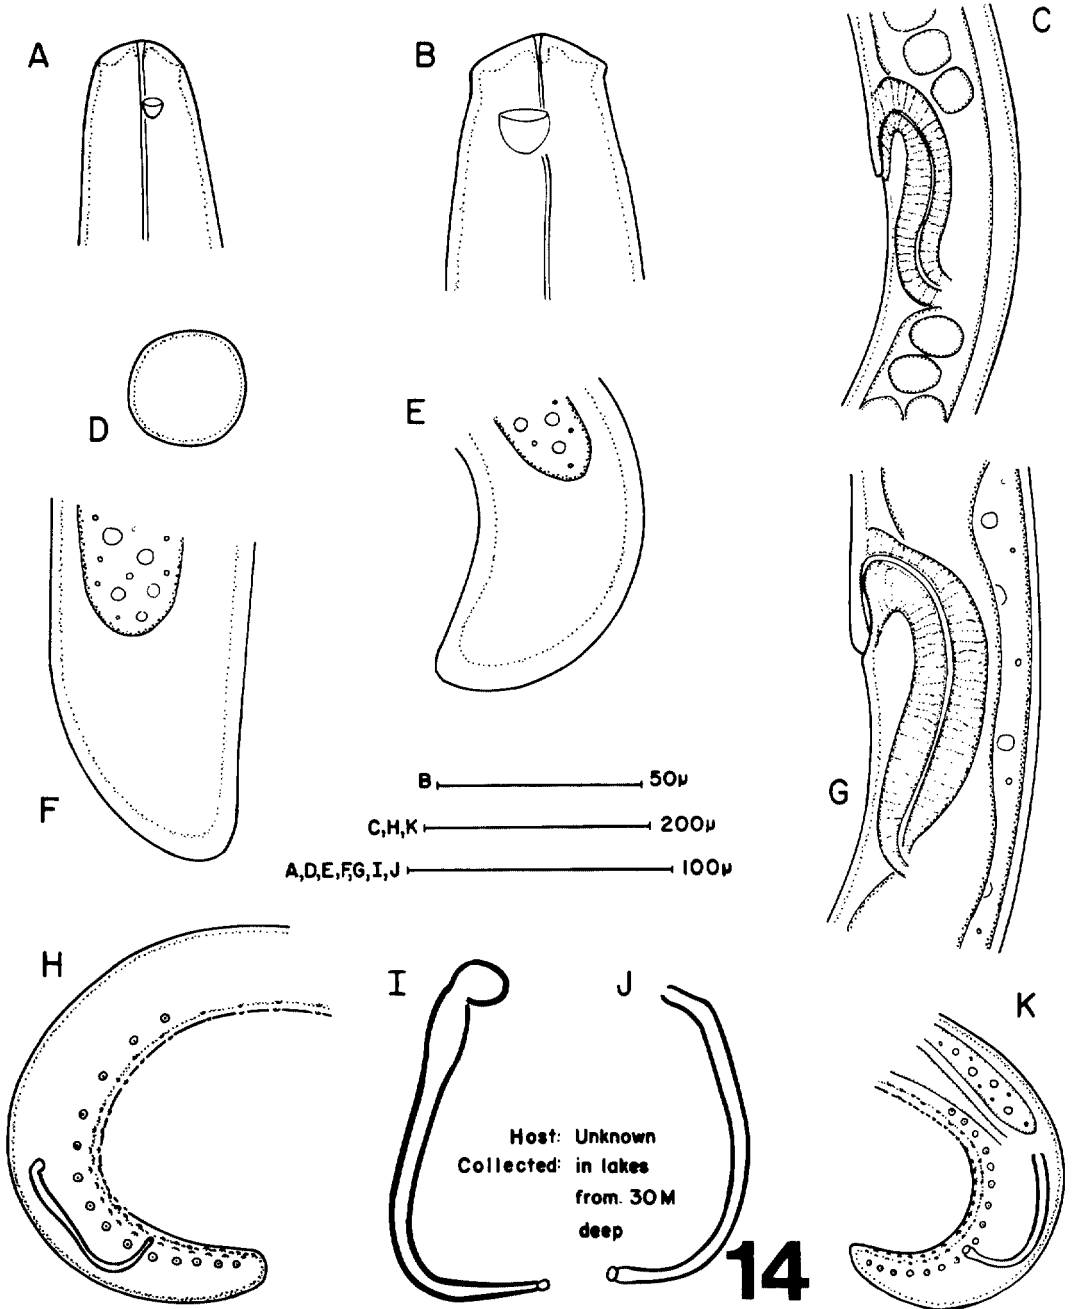 A
B
C
D
E
F
G
B 50µ
C,H,K 200µ
A,D,E,F,G,I,J 100µ
H
I
J
K
Host: Unknown
Collected: in lakes
from 30M
deep
14